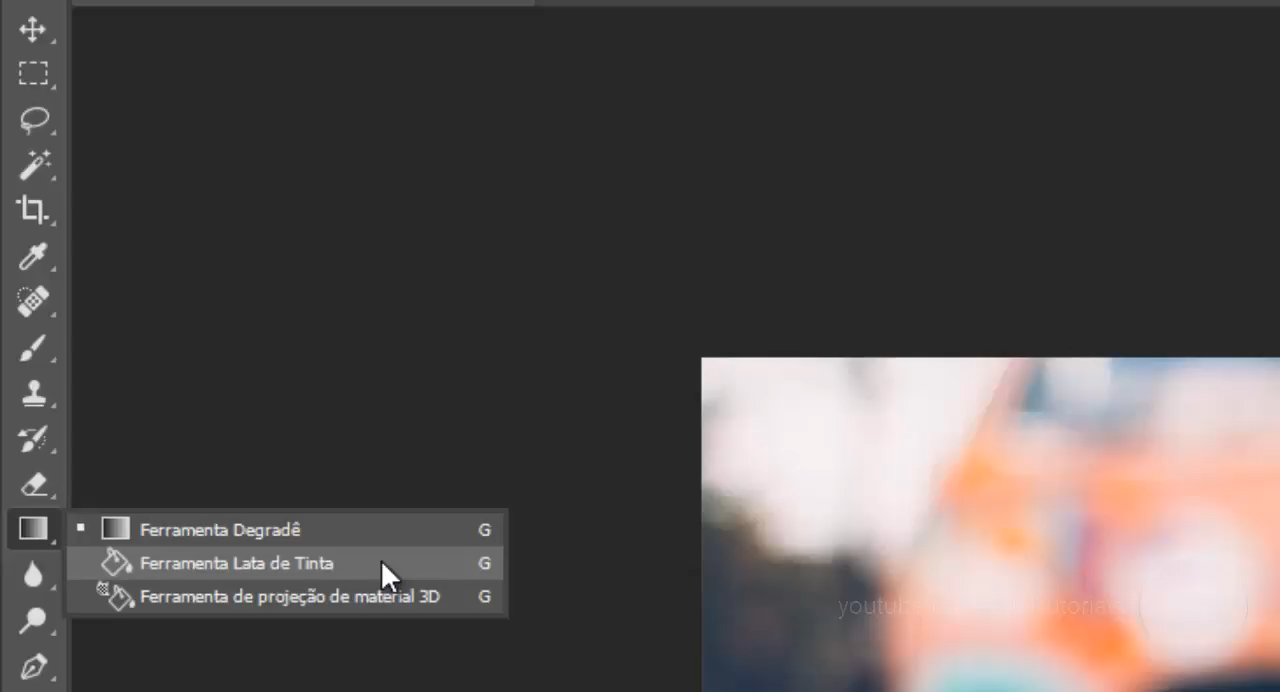 Ferramenta Degradê G
Ferramenta Lata de Tinta G
Ferramenta de projeção de material 3D G